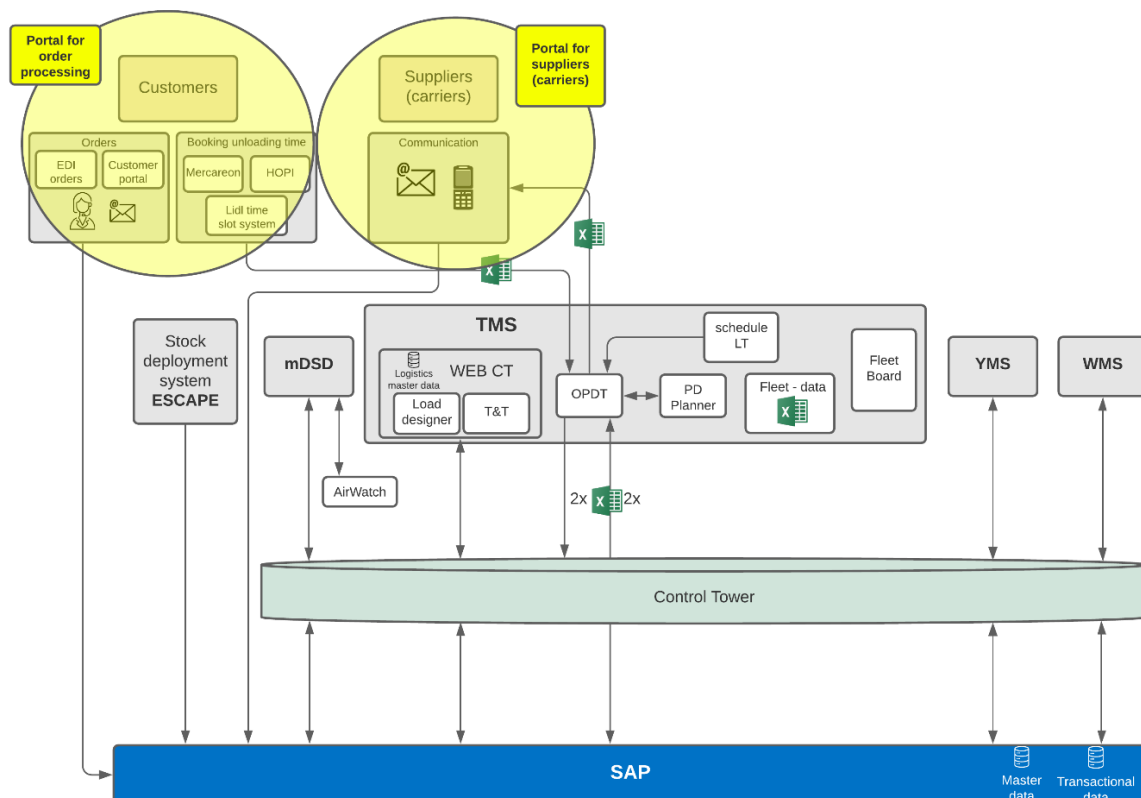 Portal for
order
processing
Customers
Suppliers
(carriers)
Portal for
suppliers
(carriers)
Orders
EDI
orders
Customer
portal
@
Booking unloading time
Mercareon
HOPI
Lidl time
slot system
Communication
@
X
X
Stock
deployment
system
ESCAPE
mDSD
AirWatch
TMS
Logistics
master data
WEB CT
Load
designer
T&T
OPDT
schedule
LT
PD
Planner
Fleet - data
X
Fleet
Board
YMS
WMS
2x
X
2x
Control Tower
SAP
Master
data
Transactional
data